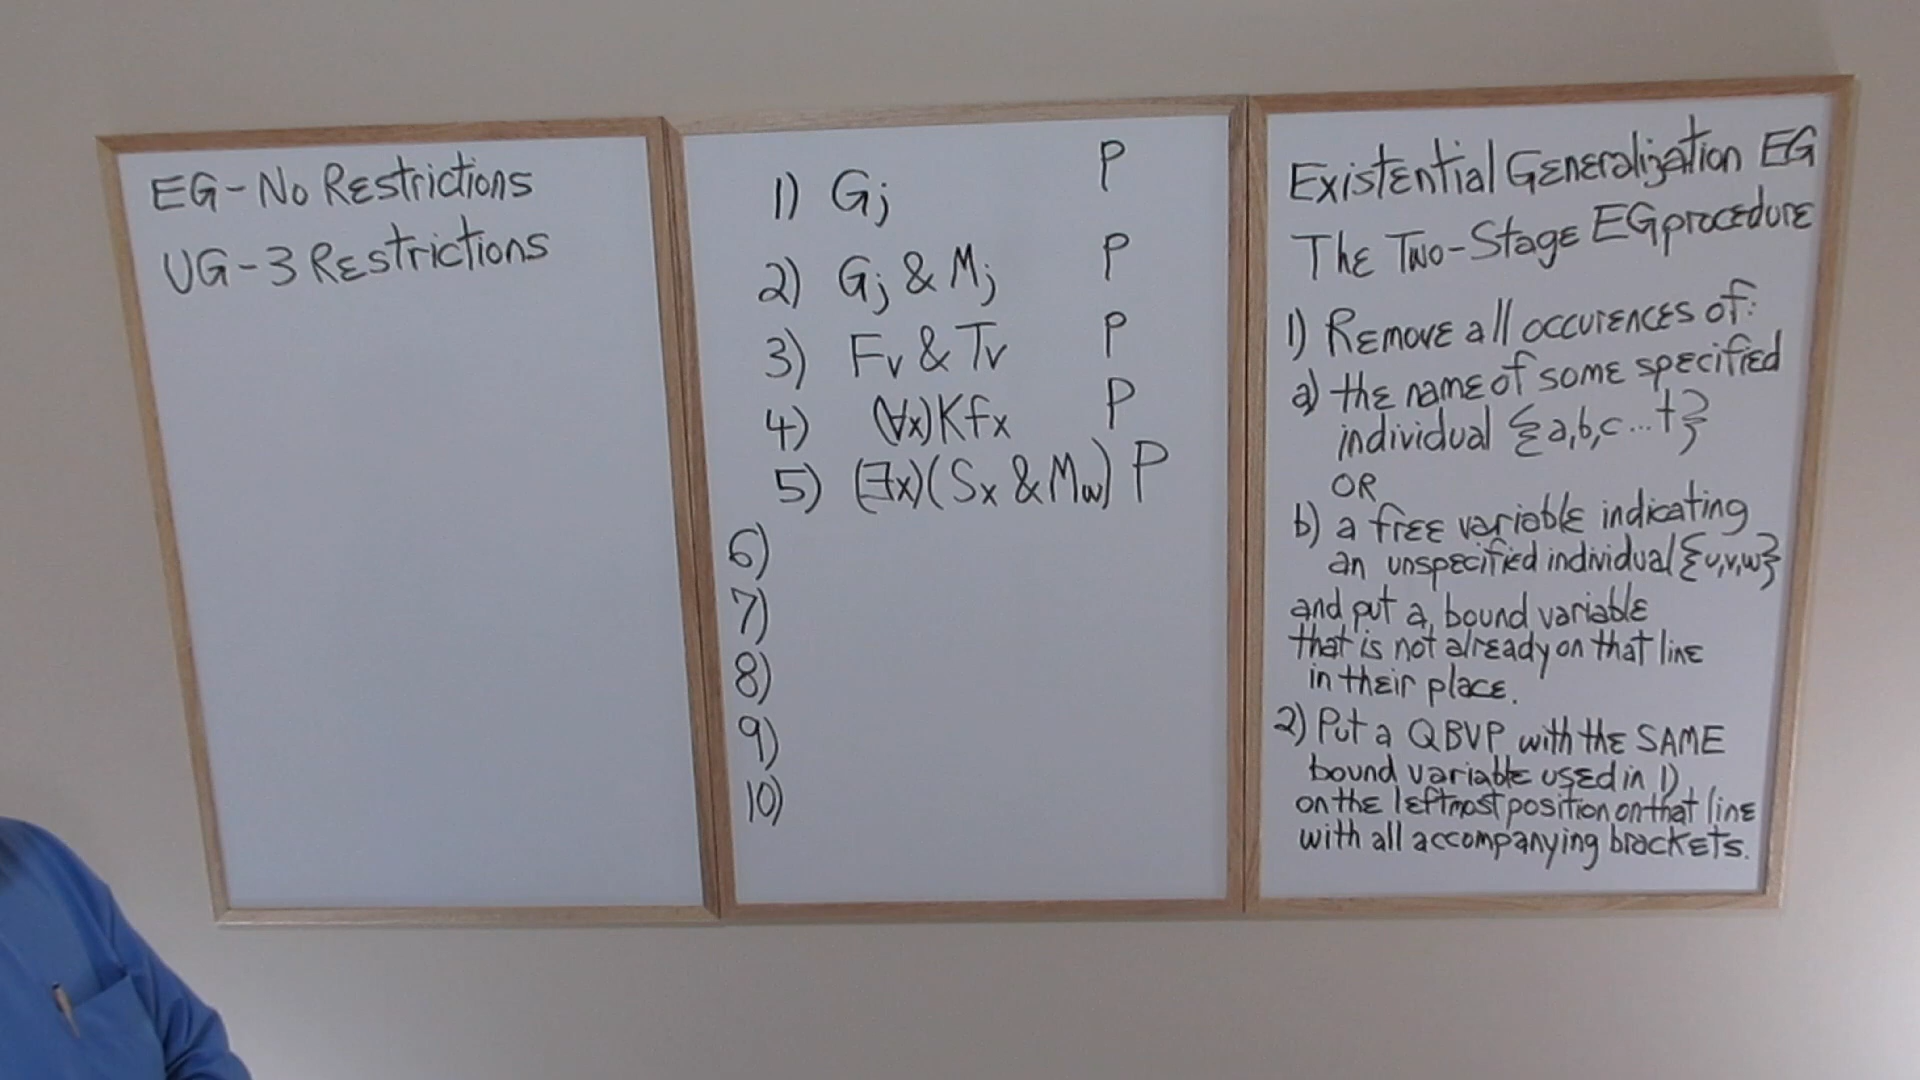 EG - No Restrictions
UG - 3 Restrictions
1) Gj P
2) Gj & Mj P
3) Fv & Tv P
4) (∀x)Kfx P
5) (∃x)(Sx & Mw) P
6)
7)
8)
9)
10)
Existential Generalization EG
The Two-Stage EG procedure
1) Remove all occurences of:
a) the name of some specified
individual {a,b,c...t}
OR
b) a free variable indicating
an unspecified individual {u,v,w}
and put a bound variable
that is not already on that line
in their place.
2) Put a QBVP with the SAME
bound variable used in 1)
on the leftmost position on that line
with all accompanying brackets.